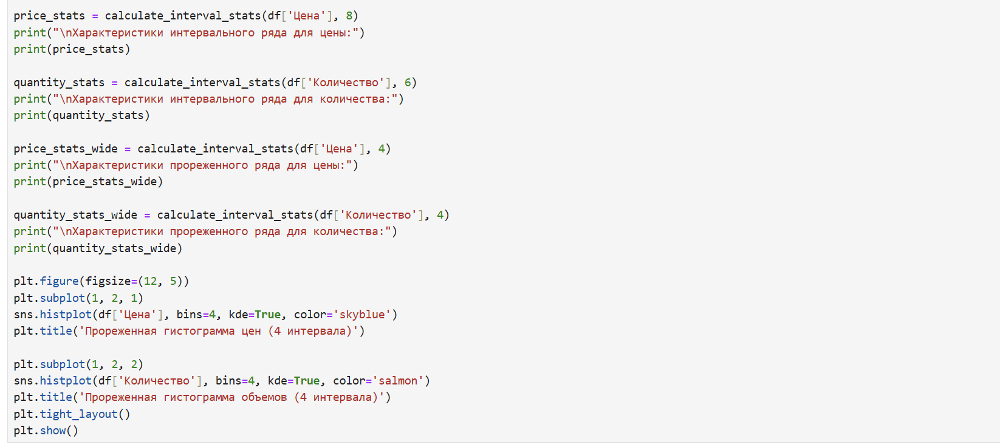 price_stats = calculate_interval_stats(df['Цена'], 8)
print("\nХарактеристики интервального ряда для цены:")
print(price_stats)
quantity_stats = calculate_interval_stats(df['Количество'], 6)
print("\nХарактеристики интервального ряда для количества:")
print(quantity_stats)
price_stats_wide = calculate_interval_stats(df['Цена'], 4)
print("\nХарактеристики прореженного ряда для цены:")
print(price_stats_wide)
quantity_stats_wide = calculate_interval_stats(df['Количество'], 4)
print("\nХарактеристики прореженного ряда для количества:")
print(quantity_stats_wide)
plt.figure(figsize=(12, 5))
plt.subplot(1, 2, 1)
sns.histplot(df['Цена'], bins=4, kde=True, color='skyblue')
plt.title('Прореженная гистограмма цен (4 интервала)')
plt.subplot(1, 2, 2)
sns.histplot(df['Количество'], bins=4, kde=True, color='salmon')
plt.title('Прореженная гистограмма объемов (4 интервала)')
plt.tight_layout()
plt.show()